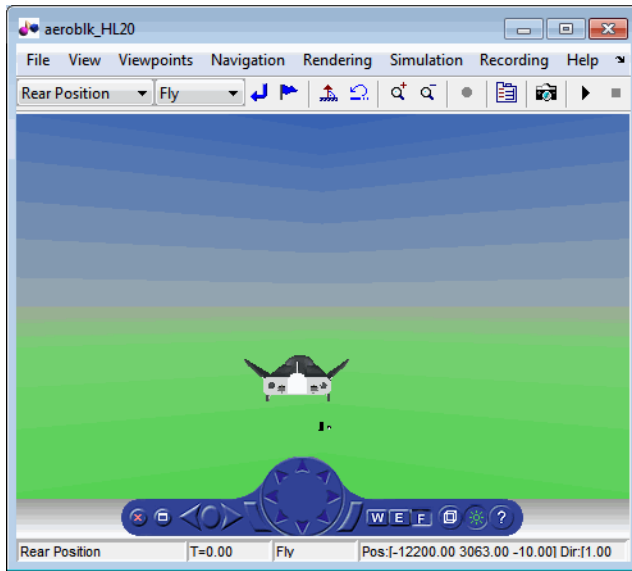 aeroblk_HL20
File View Viewpoints Navigation Rendering Simulation Recording Help
Rear Position Fly
W E F ?
Rear Position T=0.00 Fly Pos:[-12200.00 3063.00 -10.00] Dir:[1.00